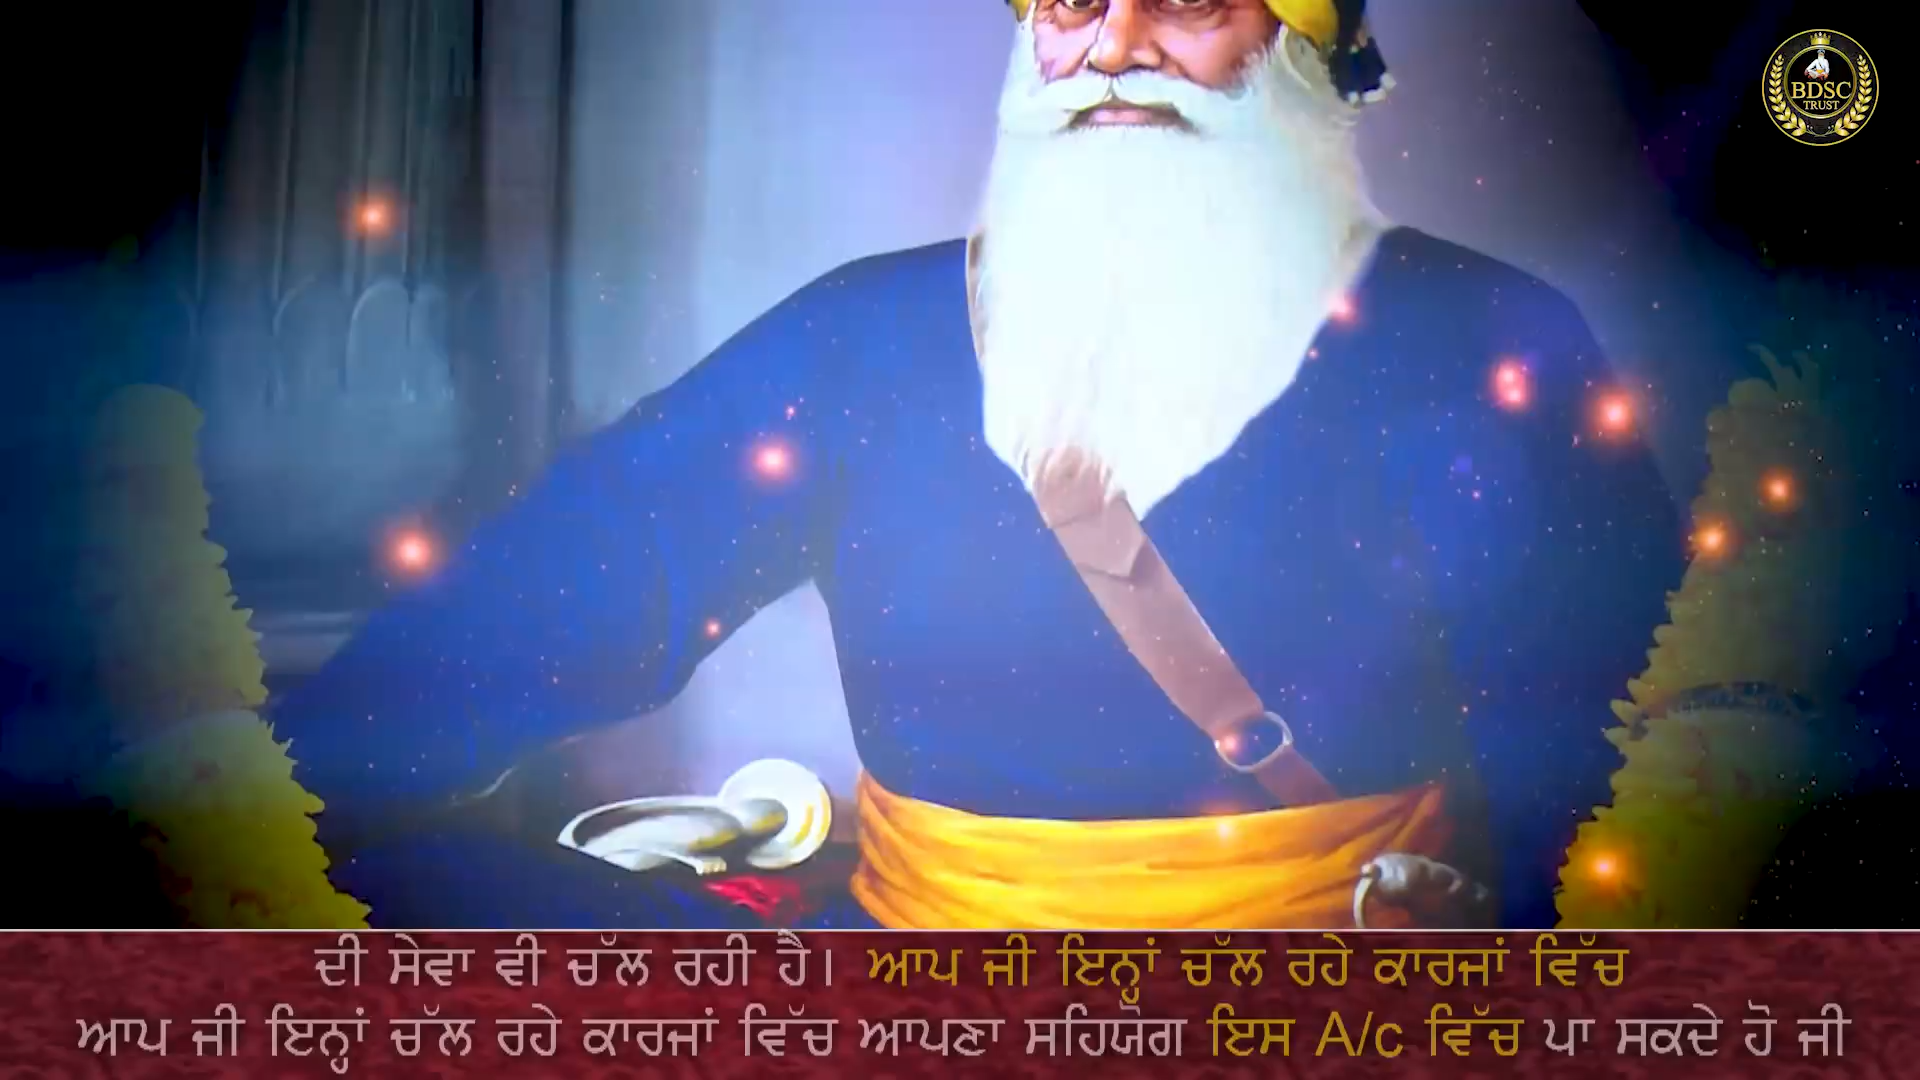 BDSC
TRUST
ਦੀ ਸੇਵਾ ਵੀ ਚੱਲ ਰਹੀ ਹੈ। ਆਪ ਜੀ ਇਨ੍ਹਾਂ ਚੱਲ ਰਹੇ ਕਾਰਜਾਂ ਵਿੱਚ
ਆਪ ਜੀ ਇਨ੍ਹਾਂ ਚੱਲ ਰਹੇ ਕਾਰਜਾਂ ਵਿੱਚ ਆਪਣਾ ਸਹਿਯੋਗ ਇਸ A/c ਵਿੱਚ ਪਾ ਸਕਦੇ ਹੋ ਜੀ